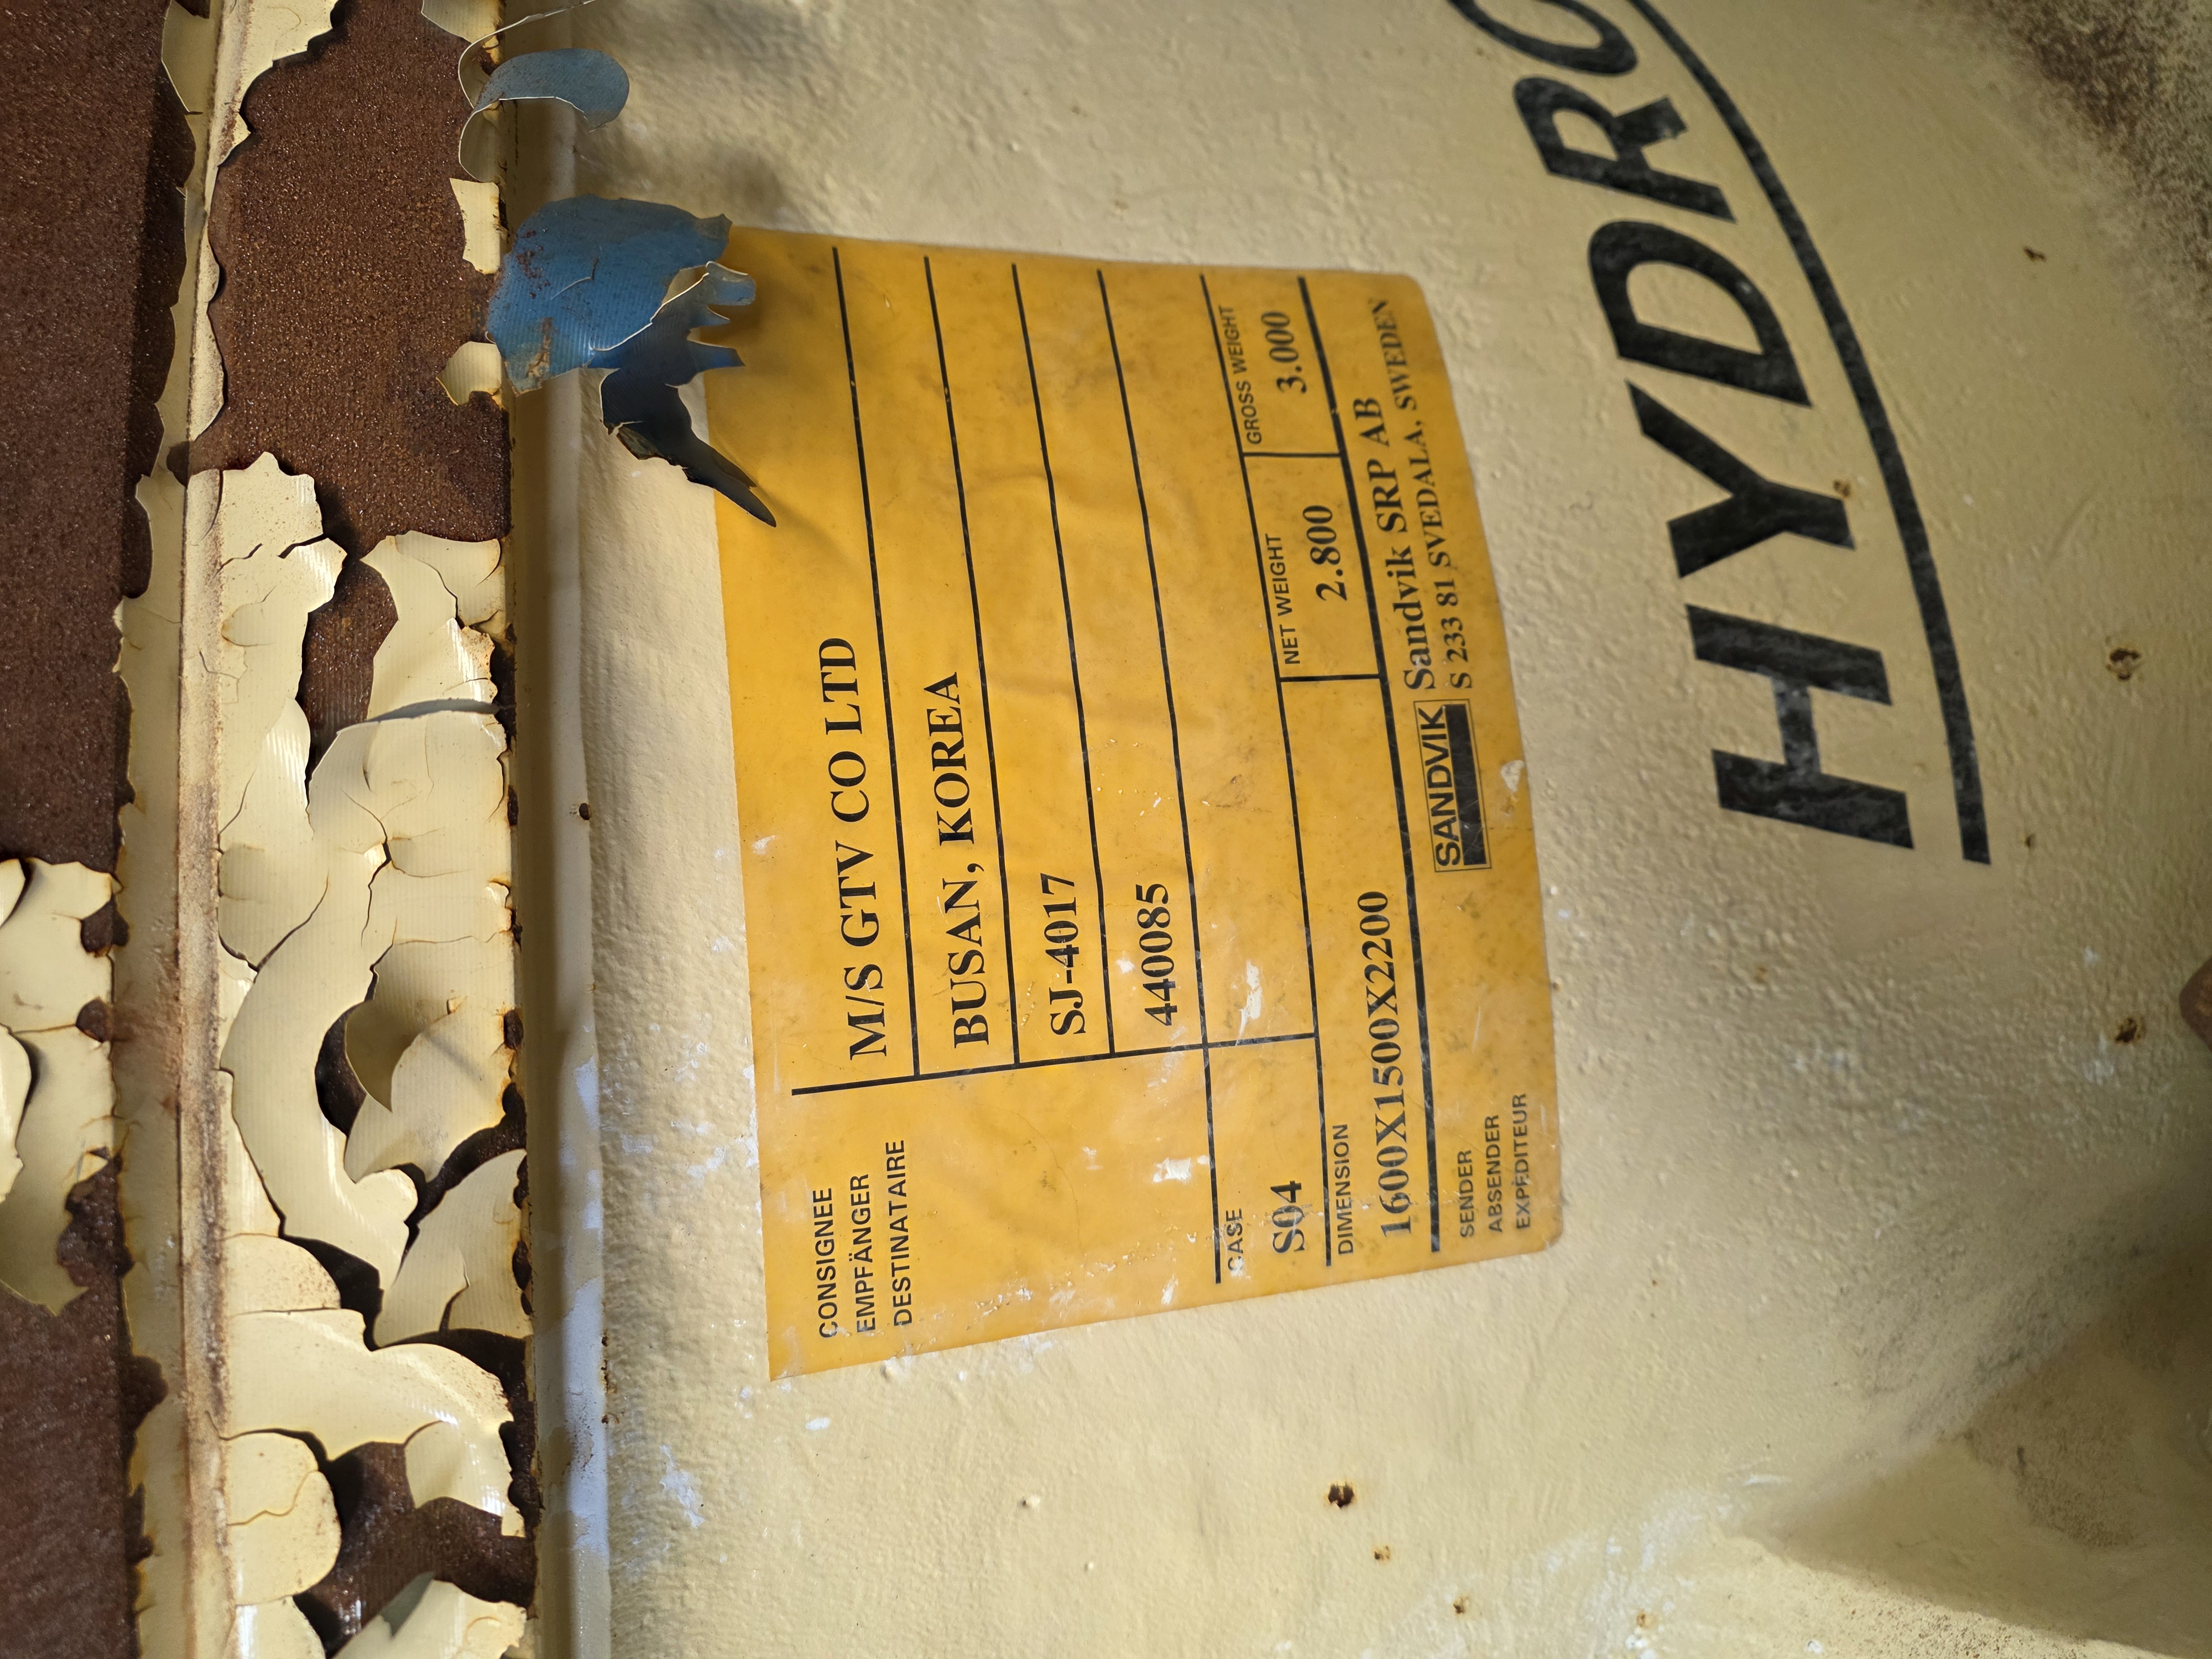 CONSIGNEE
EMPFÄNGER
DESTINATAIRE
M/S GTV CO LTD
BUSAN, KOREA
SJ-4017
440085
CASE
S04
DIMENSION
1600X1500X2200
NET WEIGHT
2.800
GROSS WEIGHT
3.000
SENDER
ABSENDER
EXPEDITEUR
SANDVIK
Sandvik SRP AB
S 233 81 SVEDALA, SWEDEN
HYDRO